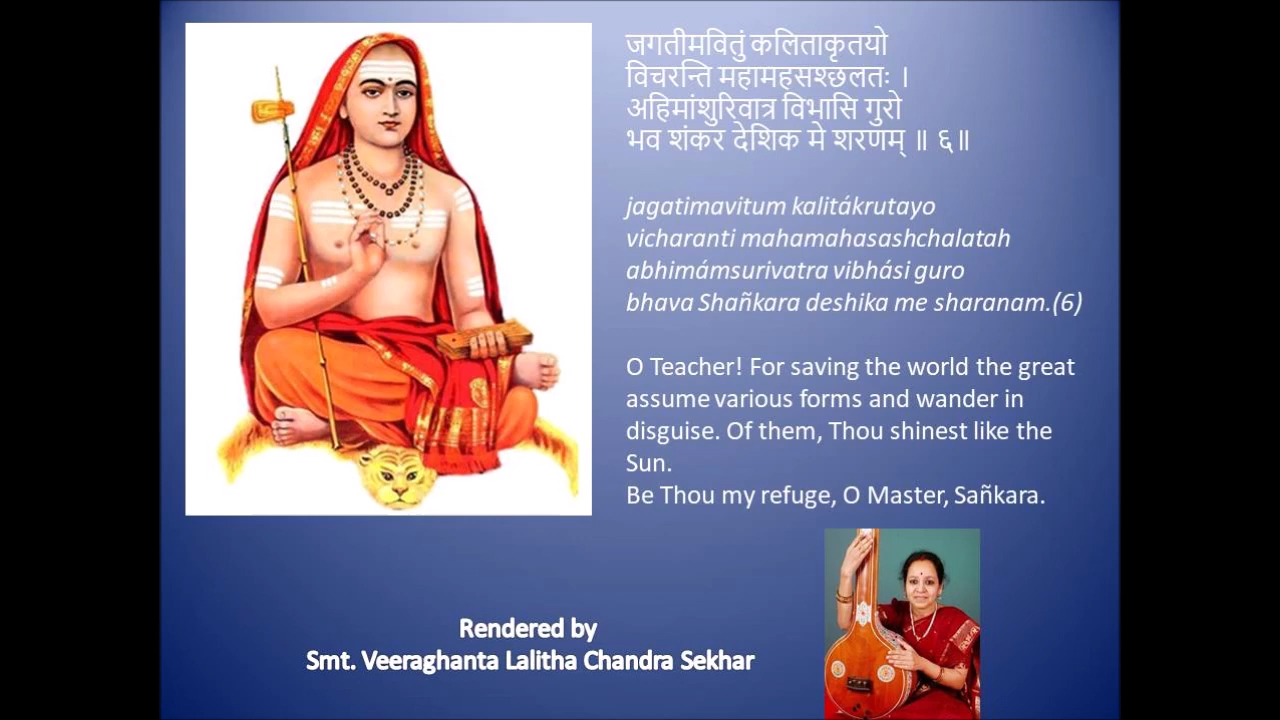 जगतीमवितुं कलिताकृतयो
विचरन्ति महामहसश्छलतः ।
अहिमांशुरिवात्र विभासि गुरो
भव शंकर देशिक मे शरणम् ॥ ६॥
jagatimavitum kalitákrutayo
vicharanti mahamahasashchalatah
abhimámsurivatra vibhási guro
bhava Shañkara deshika me sharanam.(6)
O Teacher! For saving the world the great
assume various forms and wander in
disguise. Of them, Thou shinest like the
Sun.
Be Thou my refuge, O Master, Sañkara.
Rendered by
Smt. Veeraghanta Lalitha Chandra Sekhar